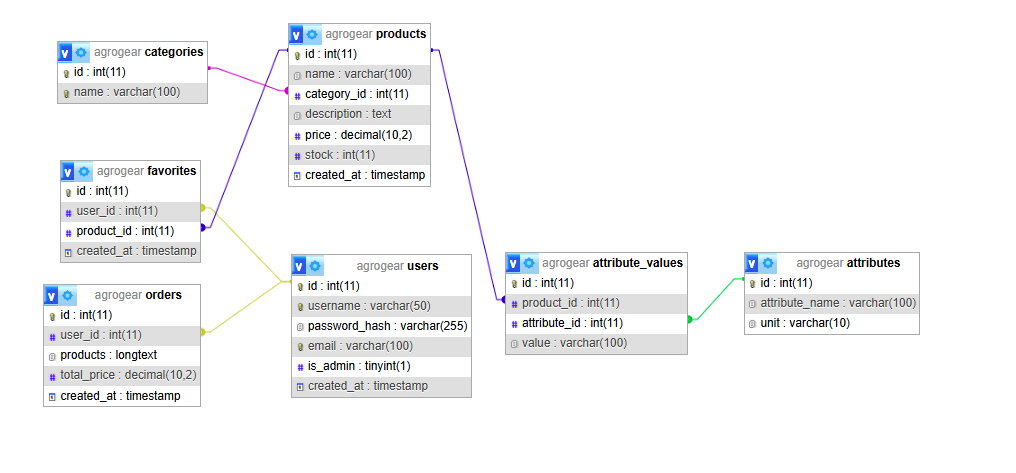 agrogear categories
id : int(11)
name : varchar(100)
agrogear products
id : int(11)
name : varchar(100)
category_id : int(11)
description : text
price : decimal(10,2)
stock : int(11)
created_at : timestamp
agrogear favorites
id : int(11)
user_id : int(11)
product_id : int(11)
created_at : timestamp
agrogear orders
id : int(11)
user_id : int(11)
products : longtext
total_price : decimal(10,2)
created_at : timestamp
agrogear users
id : int(11)
username : varchar(50)
password_hash : varchar(255)
email : varchar(100)
is_admin : tinyint(1)
created_at : timestamp
agrogear attribute_values
id : int(11)
product_id : int(11)
attribute_id : int(11)
value : varchar(100)
agrogear attributes
id : int(11)
attribute_name : varchar(100)
unit : varchar(10)